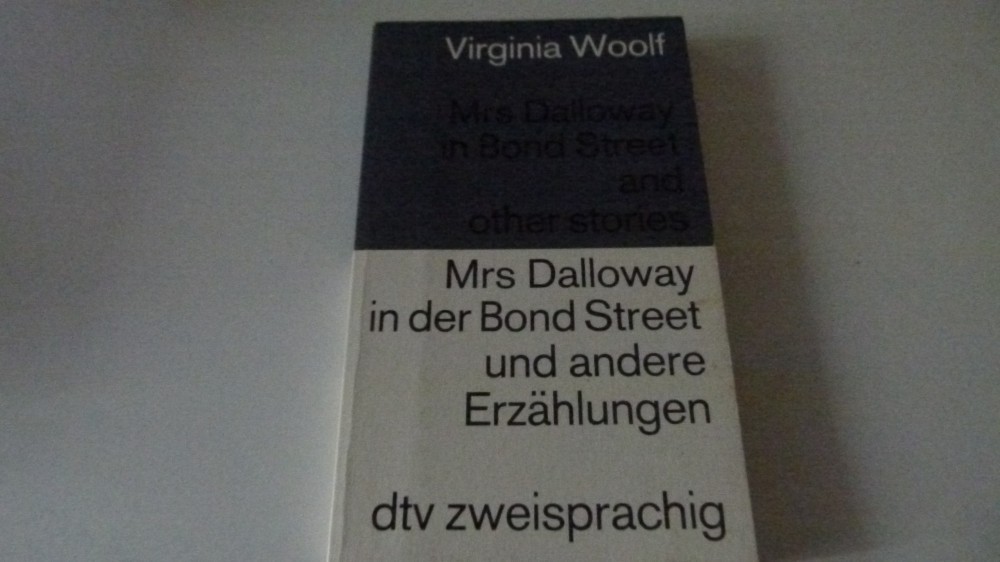 Virginia Woolf
Mrs Dalloway
in Bond Street
and
other stories
Mrs Dalloway
in der Bond Street
und andere
Erzählungen
dtv zweisprachig